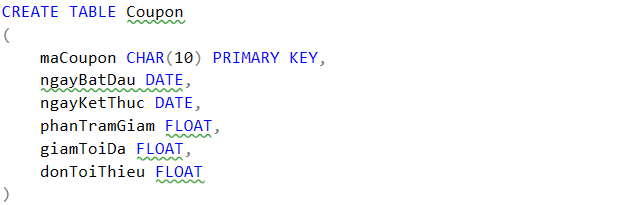 CREATE TABLE Coupon
(
maCoupon CHAR(10) PRIMARY KEY,
ngayBatDau DATE,
ngayKetThuc DATE,
phanTramGiam FLOAT,
giamToiDa FLOAT,
donToiThieu FLOAT
)